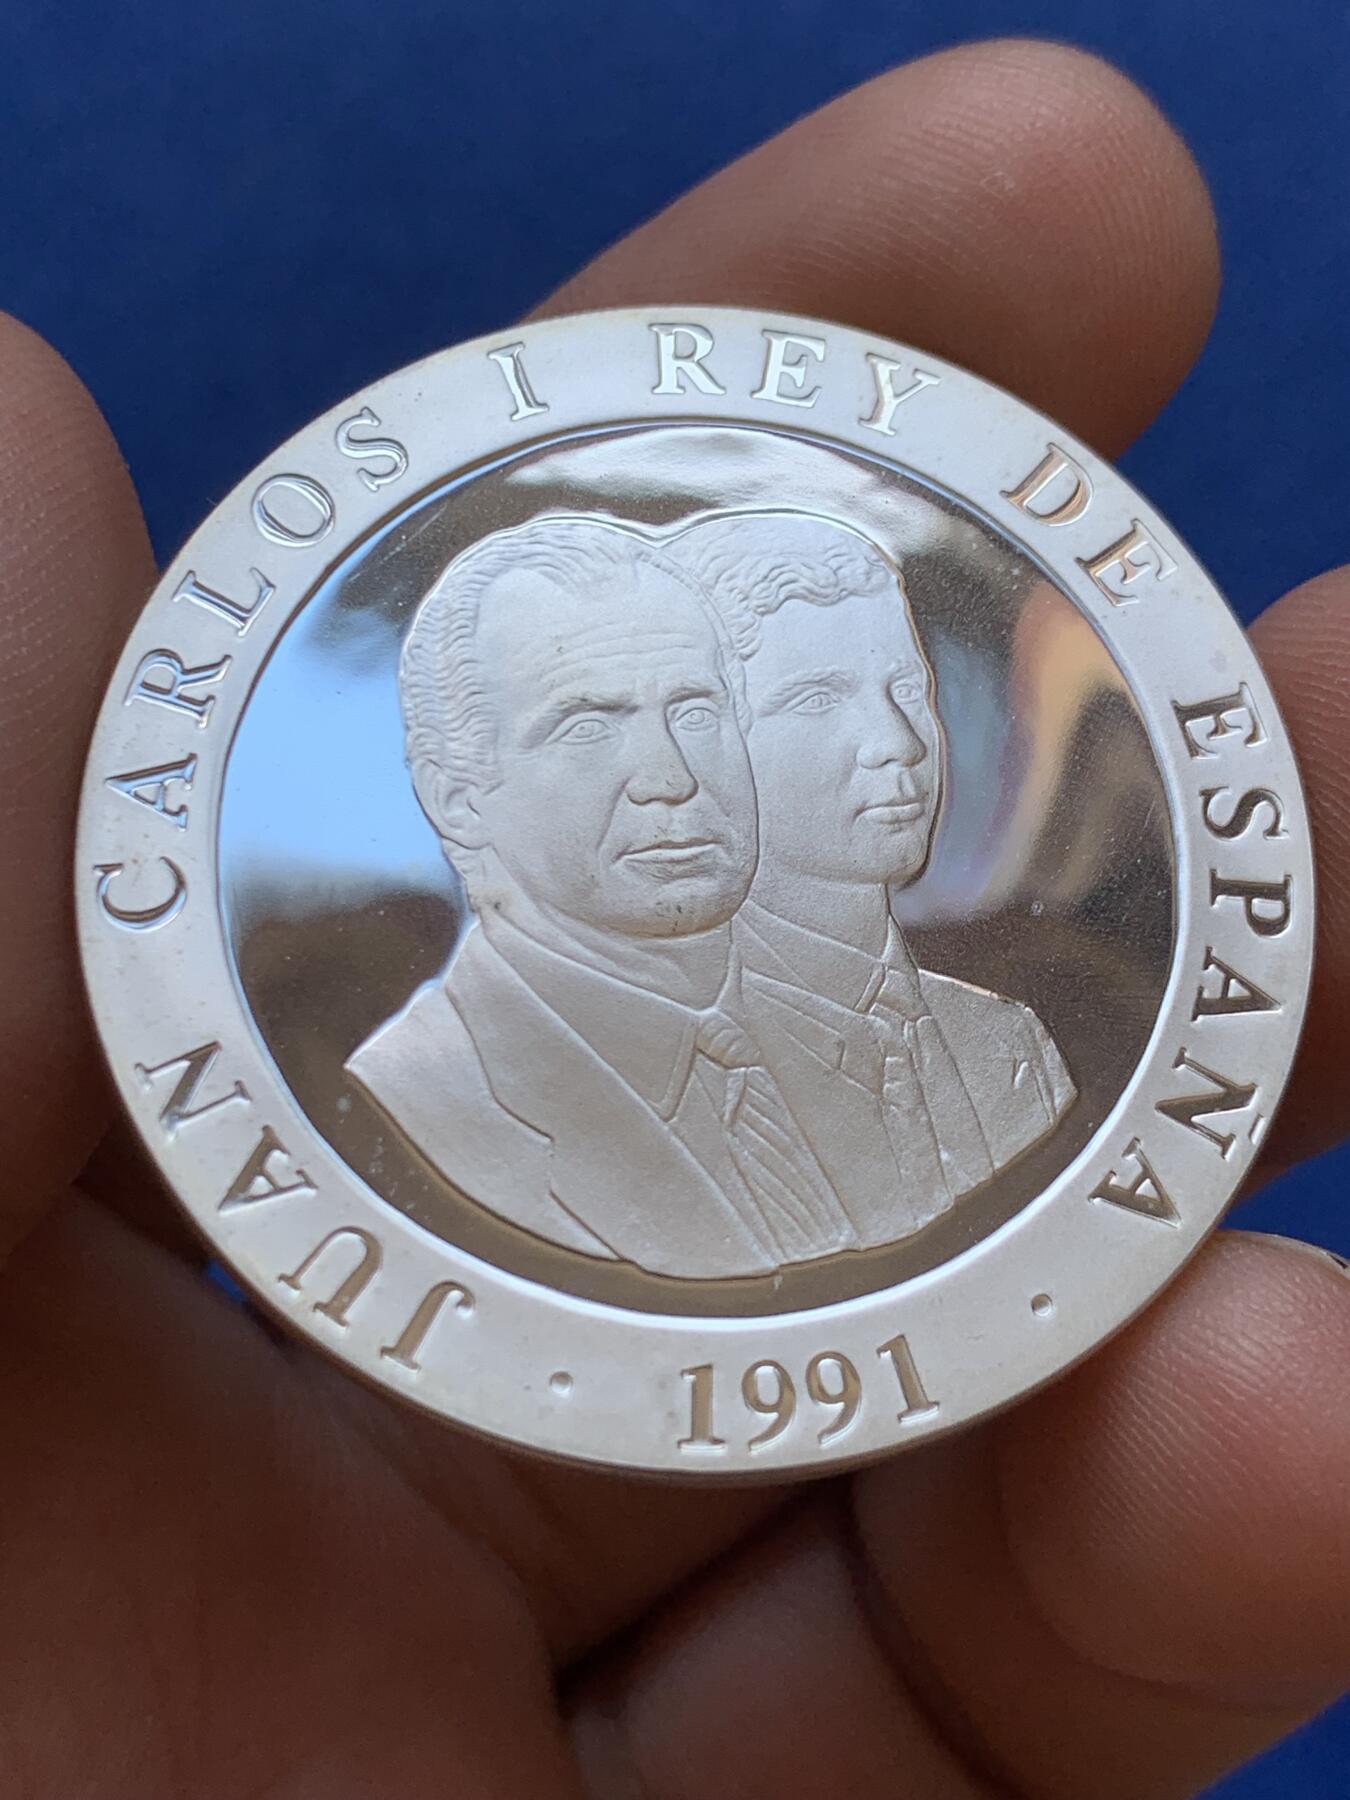 JUAN CARLOS I REY DE ESPAÑA
· 1991 ·